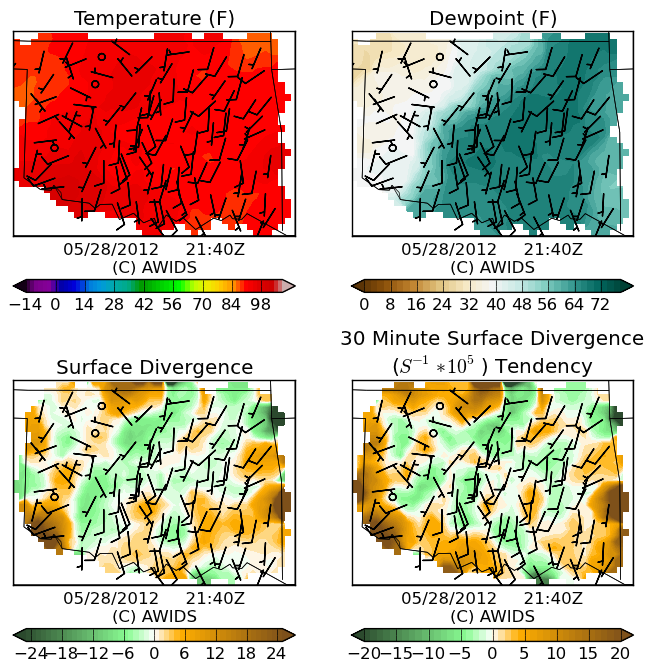 Temperature (F)
05/28/2012 21:40Z
(C) AWIDS
−14 0 14 28 42 56 70 84 98
Dewpoint (F)
05/28/2012 21:40Z
(C) AWIDS
0 8 16 24 32 40 48 56 64 72
Surface Divergence
05/28/2012 21:40Z
(C) AWIDS
−24 −18 −12 −6 0 6 12 18 24
30 Minute Surface Divergence
(S⁻¹ *10⁵ ) Tendency
05/28/2012 21:40Z
(C) AWIDS
−20 −15 −10 −5 0 5 10 15 20